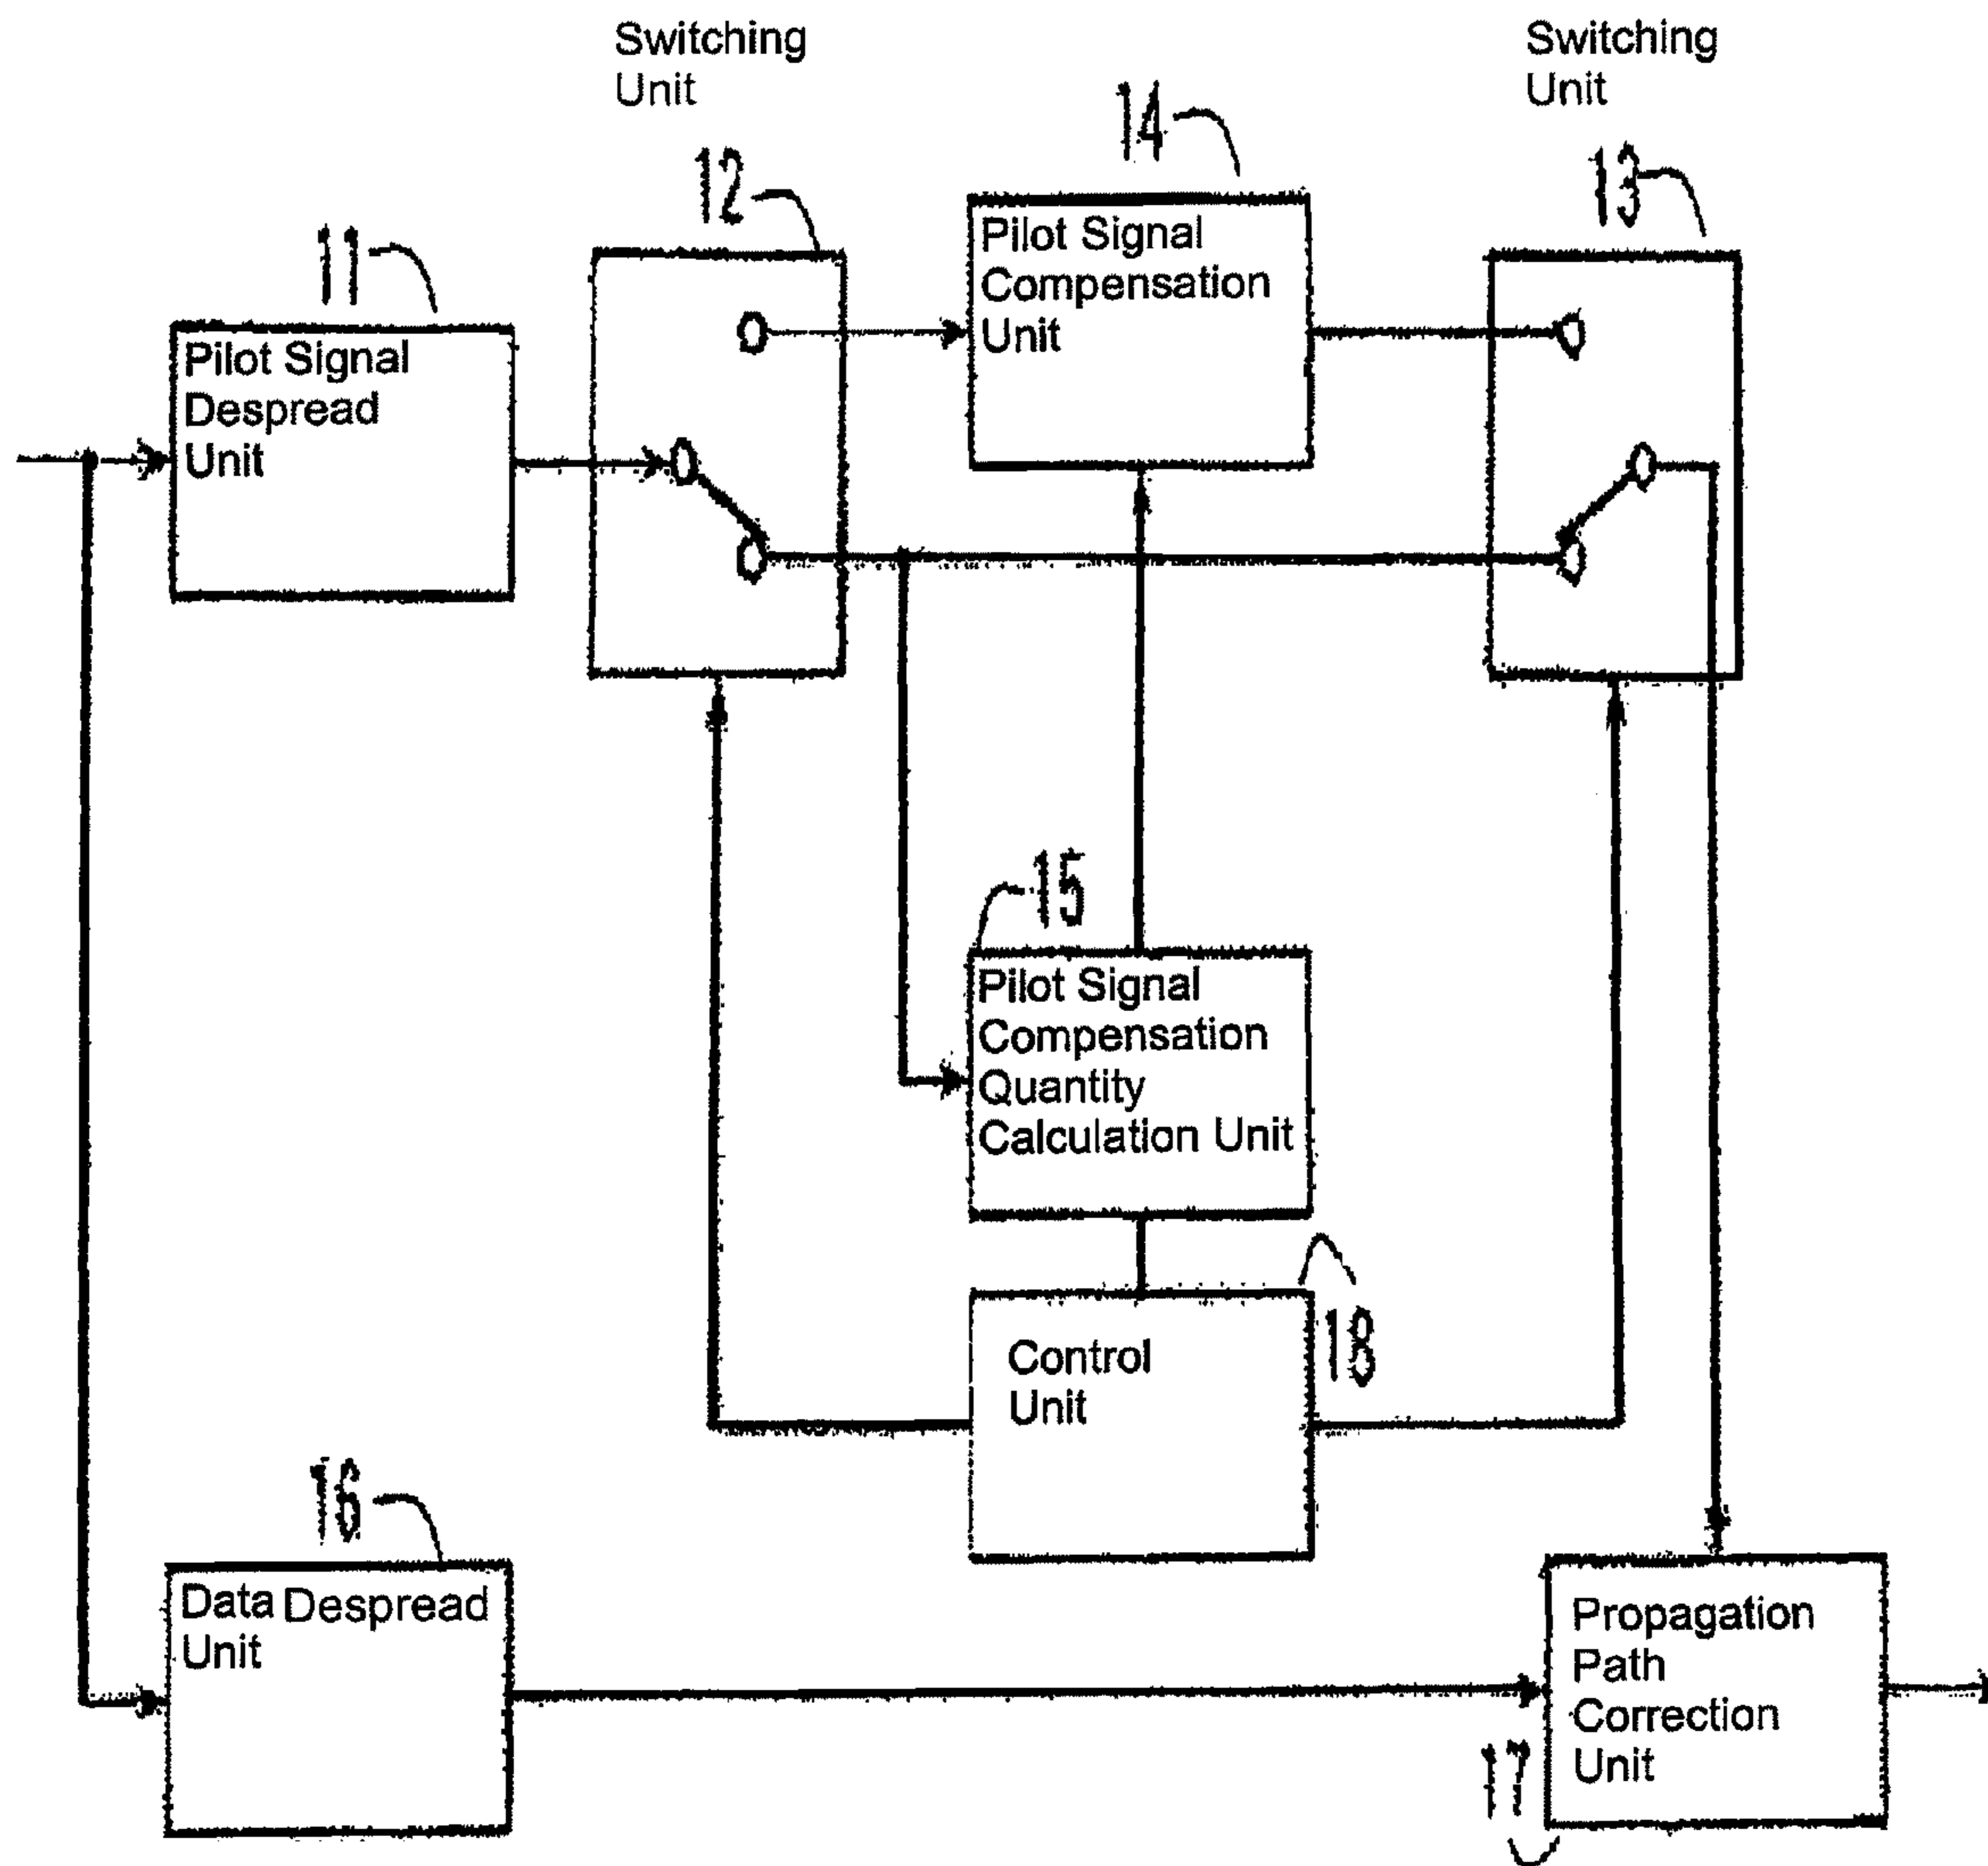 Switching
Unit
Switching
Unit
14
12
13
11
Pilot Signal
Compensation
Unit
Pilot Signal
Despread
Unit
15
Pilot Signal
Compensation
Quantity
Calculation Unit
18
Control
Unit
16
Data Despread
Unit
Propagation
Path
Correction
Unit
17